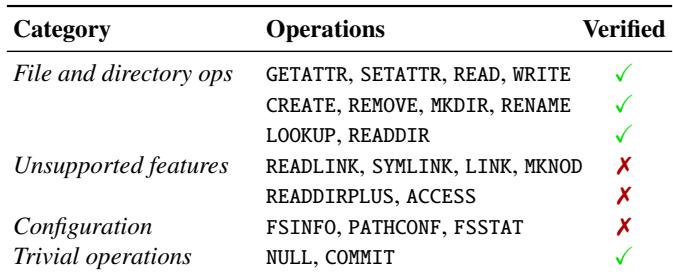 Category Operations Verified
File and directory ops GETATTR, SETATTR, READ, WRITE ✓
CREATE, REMOVE, MKDIR, RENAME ✓
LOOKUP, READDIR ✓
Unsupported features READLINK, SYMLINK, LINK, MKNOD ✗
READDIRPLUS, ACCESS ✗
Configuration FSINFO, PATHCONF, FSSTAT ✗
Trivial operations NULL, COMMIT ✓